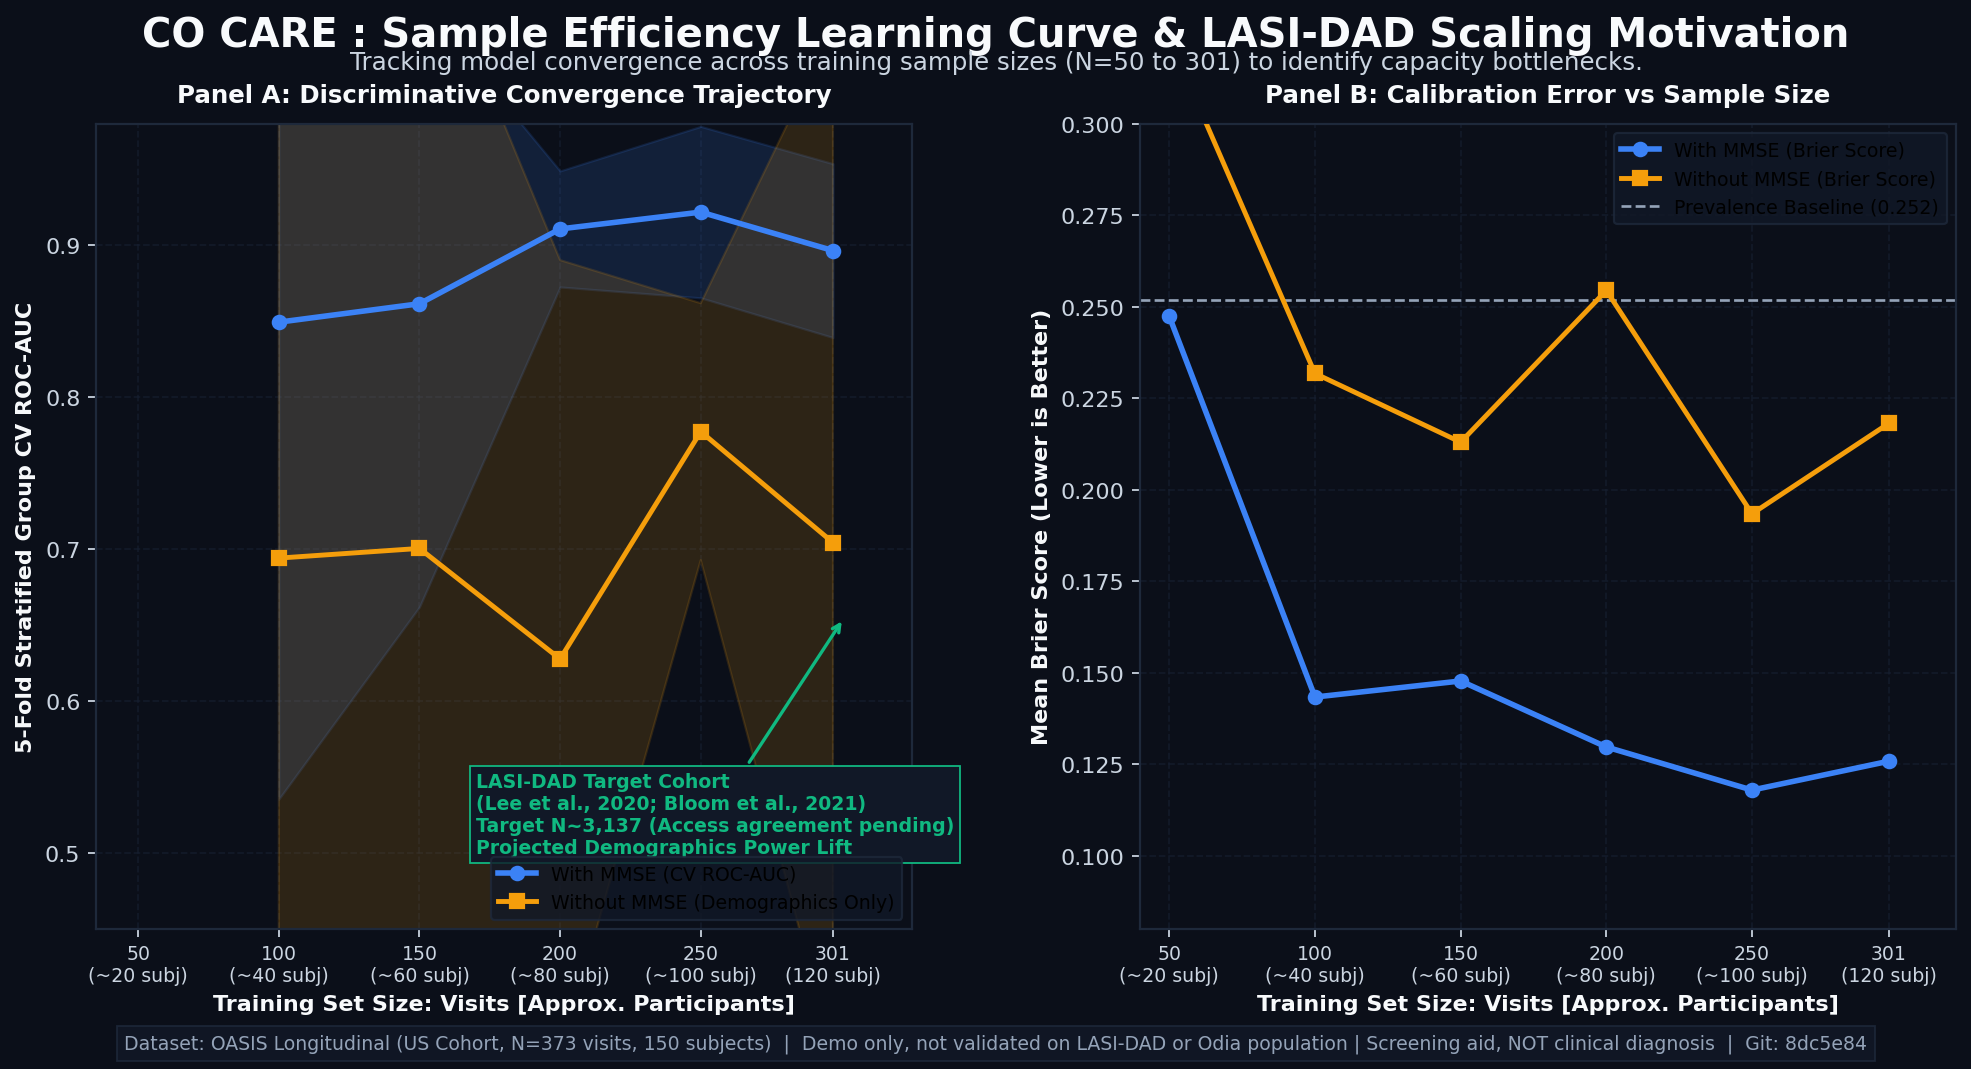 CO CARE : Sample Efficiency Learning Curve & LASI-DAD Scaling Motivation
Tracking model convergence across training sample sizes (N=50 to 301) to identify capacity bottlenecks.
Panel A: Discriminative Convergence Trajectory
5-Fold Stratified Group CV ROC-AUC
0.9
0.8
0.7
0.6
0.5
LASI-DAD Target Cohort
(Lee et al., 2020; Bloom et al., 2021)
Target N~3,137 (Access agreement pending)
Projected Demographics Power Lift
With MMSE (CV ROC-AUC)
Without MMSE (Demographics Only)
50 100 150 200 250 301
(~20 subj) (~40 subj) (~60 subj) (~80 subj) (~100 subj) (120 subj)
Training Set Size: Visits [Approx. Participants]
Panel B: Calibration Error vs Sample Size
Mean Brier Score (Lower is Better)
0.300
0.275
0.250
0.225
0.200
0.175
0.150
0.125
0.100
With MMSE (Brier Score)
Without MMSE (Brier Score)
Prevalence Baseline (0.252)
50 100 150 200 250 301
(~20 subj) (~40 subj) (~60 subj) (~80 subj) (~100 subj) (120 subj)
Training Set Size: Visits [Approx. Participants]
Dataset: OASIS Longitudinal (US Cohort, N=373 visits, 150 subjects) | Demo only, not validated on LASI-DAD or Odia population | Screening aid, NOT clinical diagnosis | Git: 8dc5e84